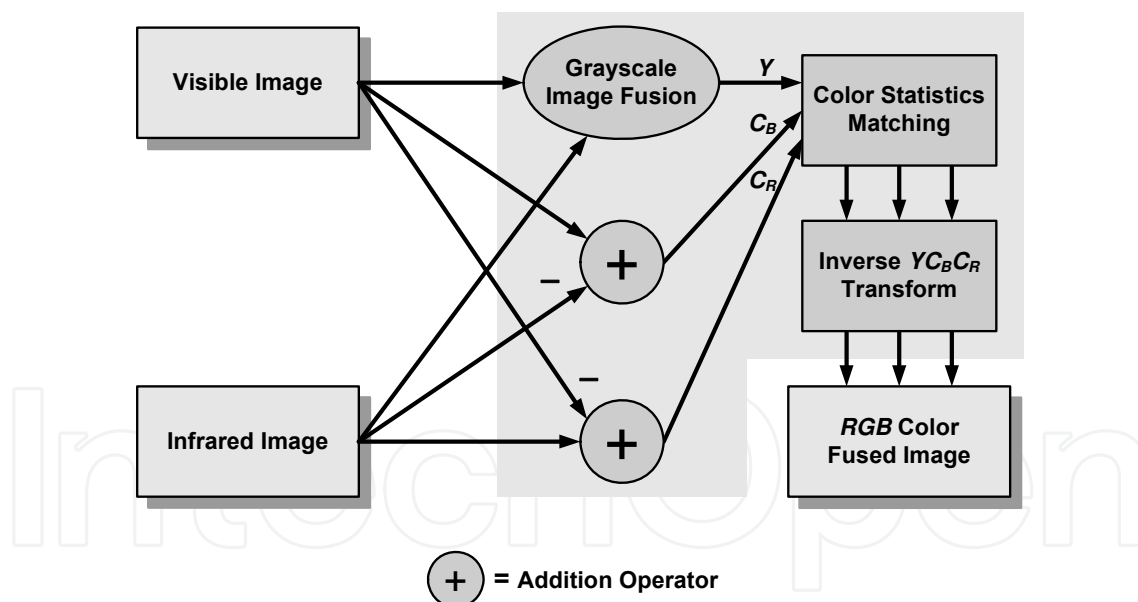 Visible Image
Grayscale
Image Fusion
Y
Color Statistics
Matching
C_B
C_R
+
Inverse YC_BC_R
Transform
−
−
Infrared Image
+
RGB Color
Fused Image
IntechOpen
+ = Addition Operator